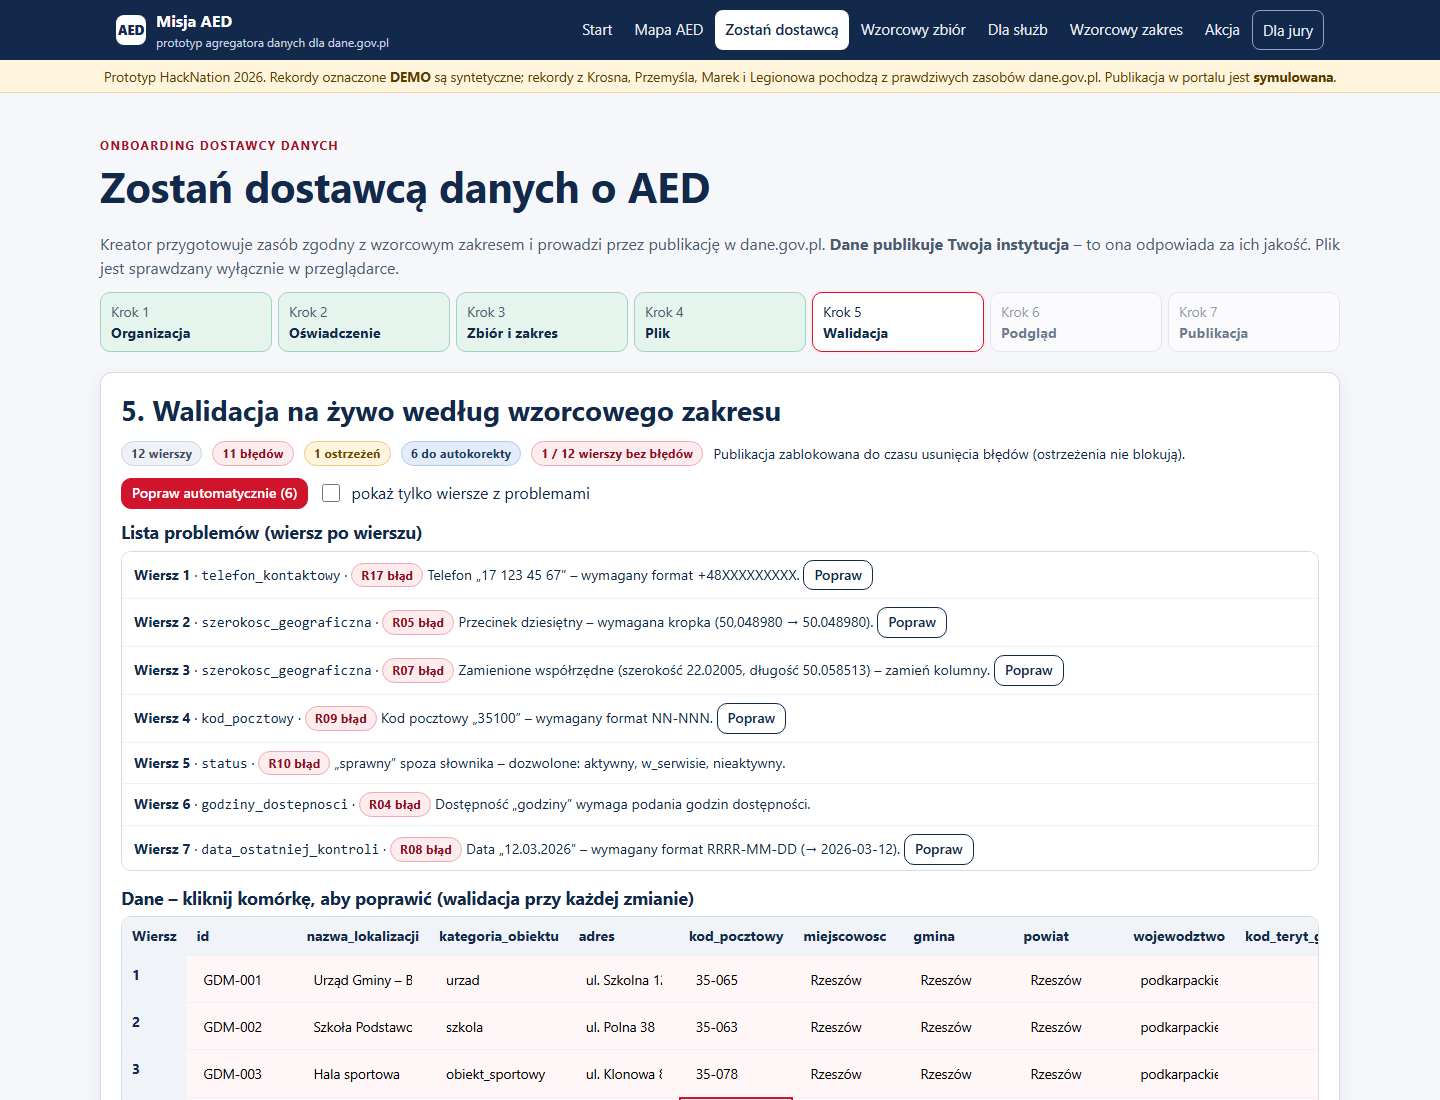 AED
Misja AED
prototyp agregatora danych dla dane.gov.pl
Start
Mapa AED
Zostań dostawcą
Wzorcowy zbiór
Dla służb
Wzorcowy zakres
Akcja
Dla jury
Prototyp HackNation 2026. Rekordy oznaczone DEMO są syntetyczne; rekordy z Krosna, Przemyśla, Marek i Legionowa pochodzą z prawdziwych zasobów dane.gov.pl. Publikacja w portalu jest symulowana.
ONBOARDING DOSTAWCY DANYCH
Zostań dostawcą danych o AED
Kreator przygotowuje zasób zgodny z wzorcowym zakresem i prowadzi przez publikację w dane.gov.pl. Dane publikuje Twoja instytucja – to ona odpowiada za ich jakość. Plik
jest sprawdzany wyłącznie w przeglądarce.
Krok 1
Organizacja
Krok 2
Oświadczenie
Krok 3
Zbiór i zakres
Krok 4
Plik
Krok 5
Walidacja
Krok 6
Podgląd
Krok 7
Publikacja
5. Walidacja na żywo według wzorcowego zakresu
12 wierszy
11 błędów
1 ostrzeżeń
6 do autokorekty
1 / 12 wierszy bez błędów
Publikacja zablokowana do czasu usunięcia błędów (ostrzeżenia nie blokują).
Popraw automatycznie (6)
pokaż tylko wiersze z problemami
Lista problemów (wiersz po wierszu)
Wiersz 1 · telefon_kontaktowy · R17 błąd Telefon „17 123 45 67” – wymagany format +48XXXXXXXXX. Popraw
Wiersz 2 · szerokosc_geograficzna · R05 błąd Przecinek dziesiętny – wymagana kropka (50,048980 → 50.048980). Popraw
Wiersz 3 · szerokosc_geograficzna · R07 błąd Zamienione współrzędne (szerokość 22.02005, długość 50.058513) – zamień kolumny. Popraw
Wiersz 4 · kod_pocztowy · R09 błąd Kod pocztowy „35100” – wymagany format NN-NNN. Popraw
Wiersz 5 · status · R10 błąd „sprawny” spoza słownika – dozwolone: aktywny, w_serwisie, nieaktywny.
Wiersz 6 · godziny_dostepnosci · R04 błąd Dostępność „godziny” wymaga podania godzin dostępności.
Wiersz 7 · data_ostatniej_kontroli · R08 błąd Data „12.03.2026” – wymagany format RRRR-MM-DD (→ 2026-03-12). Popraw
Dane – kliknij komórkę, aby poprawić (walidacja przy każdej zmianie)
Wiersz id nazwa_lokalizacji kategoria_obiektu adres kod_pocztowy miejscowosc gmina powiat wojewodztwo kod_teryt_g
1 GDM-001 Urząd Gminy – B urzad ul. Szkolna 12 35-065 Rzeszów Rzeszów Rzeszów podkarpackie
2 GDM-002 Szkoła Podstawo szkola ul. Polna 38 35-063 Rzeszów Rzeszów Rzeszów podkarpackie
3 GDM-003 Hala sportowa obiekt_sportowy ul. Klonowa 8 35-078 Rzeszów Rzeszów Rzeszów podkarpackie